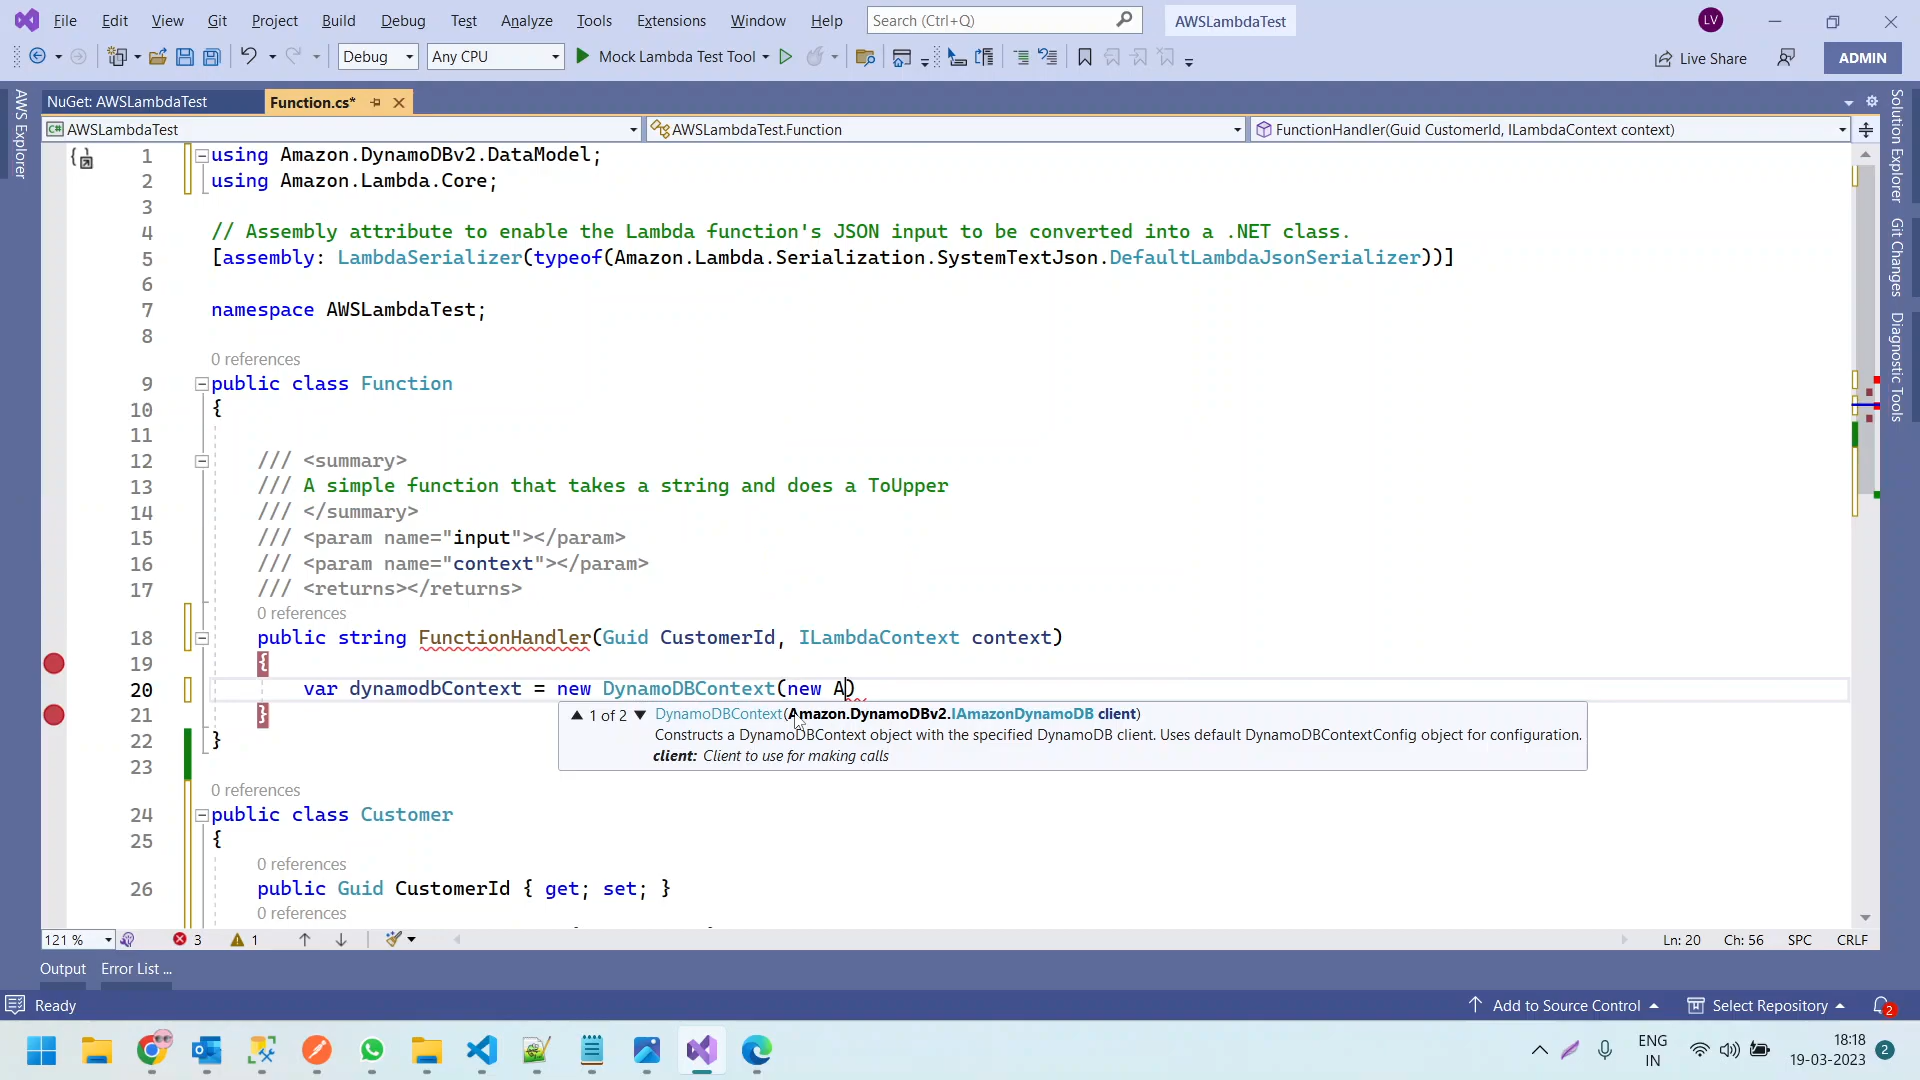 File Edit View Git Project Build Debug Test Analyze Tools Extensions Window Help Search (Ctrl+Q) AWSLambdaTest LV
Debug Any CPU Mock Lambda Test Tool Live Share ADMIN
NuGet: AWSLambdaTest Function.cs*
AWSLambdaTest AWSLambdaTest.Function FunctionHandler(Guid CustomerId, ILambdaContext context)
AWS Explorer
Solution Explorer
Git Changes
Diagnostic Tools
1 using Amazon.DynamoDBv2.DataModel;
2 using Amazon.Lambda.Core;
3
4 // Assembly attribute to enable the Lambda function's JSON input to be converted into a .NET class.
5 [assembly: LambdaSerializer(typeof(Amazon.Lambda.Serialization.SystemTextJson.DefaultLambdaJsonSerializer))]
6
7 namespace AWSLambdaTest;
8
0 references
9 public class Function
10 {
11
12 /// <summary>
13 /// A simple function that takes a string and does a ToUpper
14 /// </summary>
15 /// <param name="input"></param>
16 /// <param name="context"></param>
17 /// <returns></returns>
0 references
18 public string FunctionHandler(Guid CustomerId, ILambdaContext context)
19 {
20 var dynamodbContext = new DynamoDBContext(new A)
21 }
1 of 2 DynamoDBContext(Amazon.DynamoDBv2.IAmazonDynamoDB client)
Constructs a DynamoDBContext object with the specified DynamoDB client. Uses default DynamoDBContextConfig object for configuration.
client: Client to use for making calls
22 }
23
0 references
24 public class Customer
25 {
0 references
26 public Guid CustomerId { get; set; }
0 references
121 % 3 1 Ln: 20 Ch: 56 SPC CRLF
Output Error List ...
Ready Add to Source Control Select Repository 2
ENG
IN
18:18
19-03-2023
2